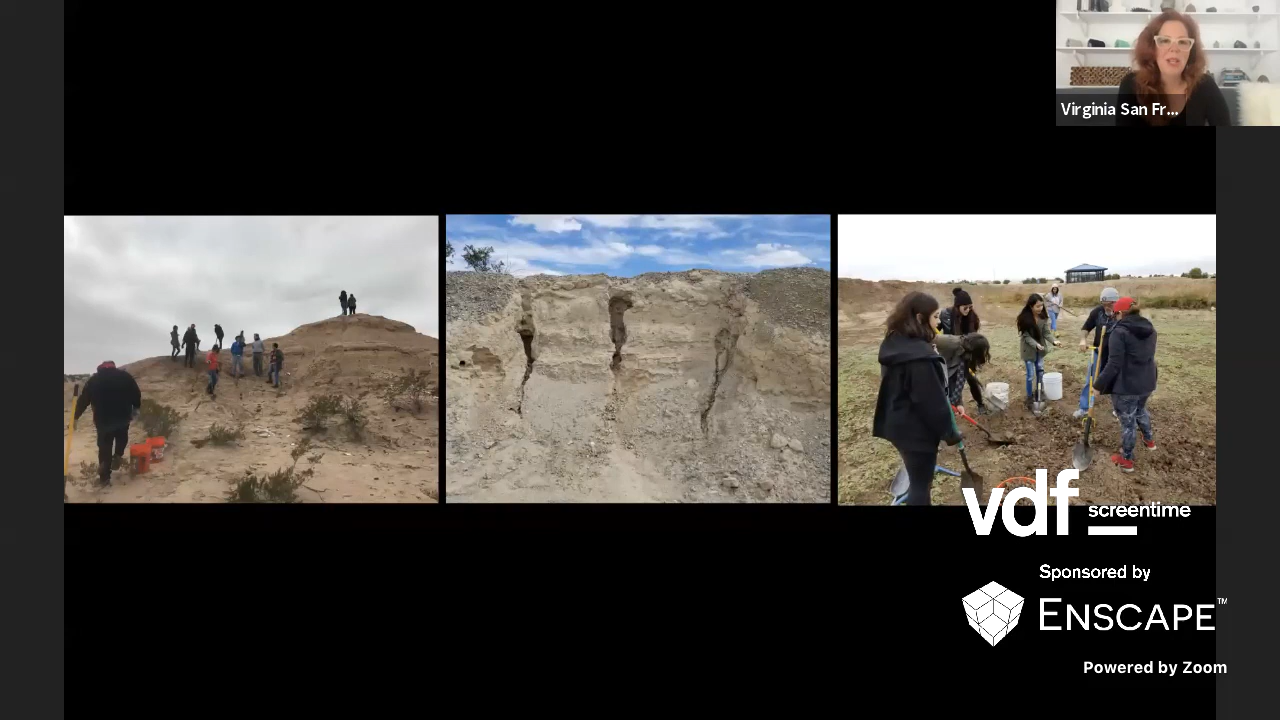 Virginia San Fr...
vdf screentime
Sponsored by
ENSCAPE™
Powered by Zoom